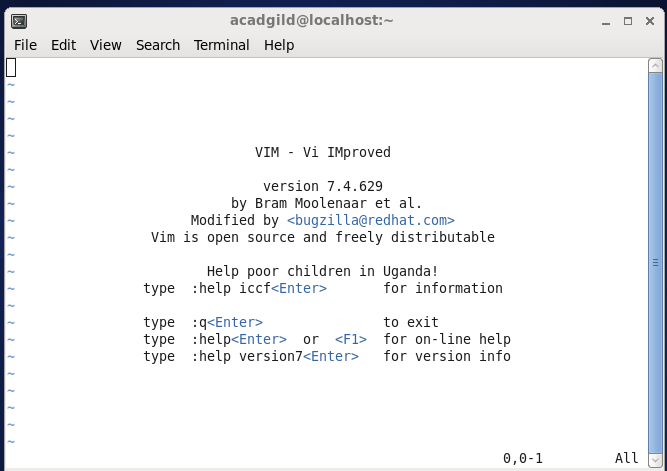 acadgild@localhost:~
File Edit View Search Terminal Help
~
~
~
~
~ VIM - Vi IMproved
~
~ version 7.4.629
~ by Bram Moolenaar et al.
~ Modified by <bugzilla@redhat.com>
~ Vim is open source and freely distributable
~
~ Help poor children in Uganda!
~ type :help iccf<Enter> for information
~
~ type :q<Enter> to exit
~ type :help<Enter> or <F1> for on-line help
~ type :help version7<Enter> for version info
~
~
~
~
~
0,0-1 All